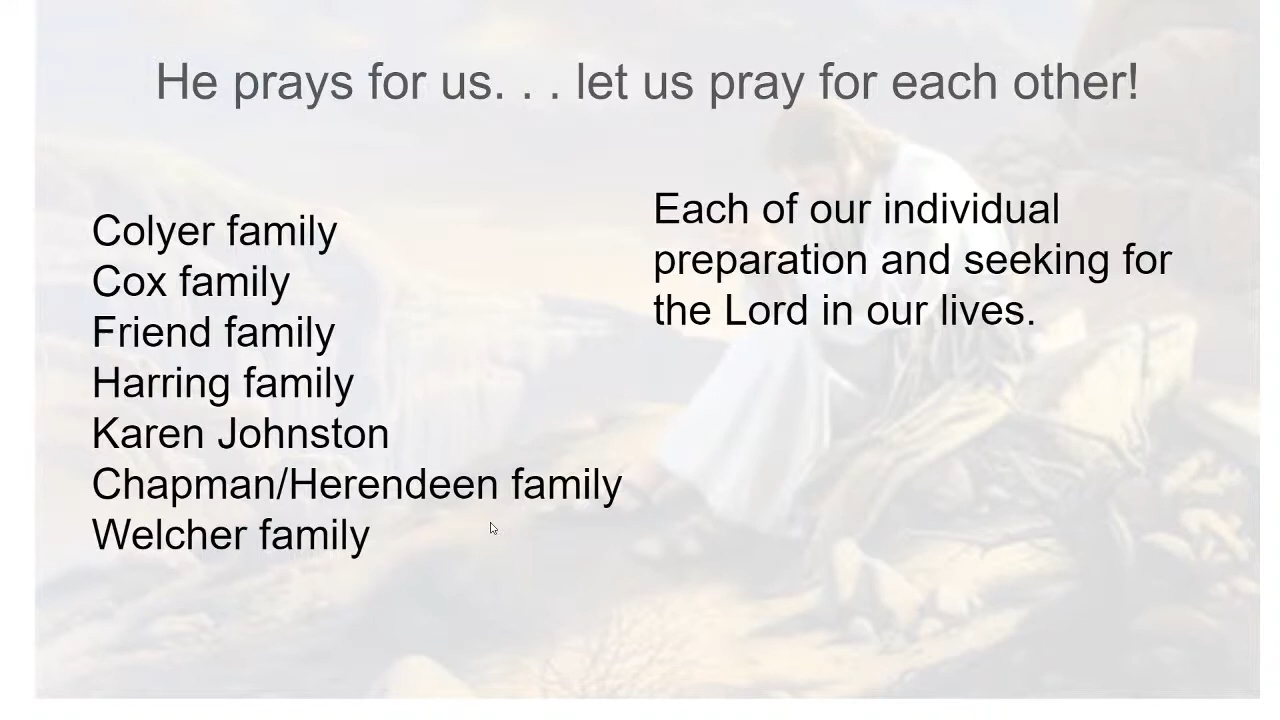 He prays for us. . . let us pray for each other!
Colyer family
Cox family
Friend family
Harring family
Karen Johnston
Chapman/Herendeen family
Welcher family
Each of our individual
preparation and seeking for
the Lord in our lives.